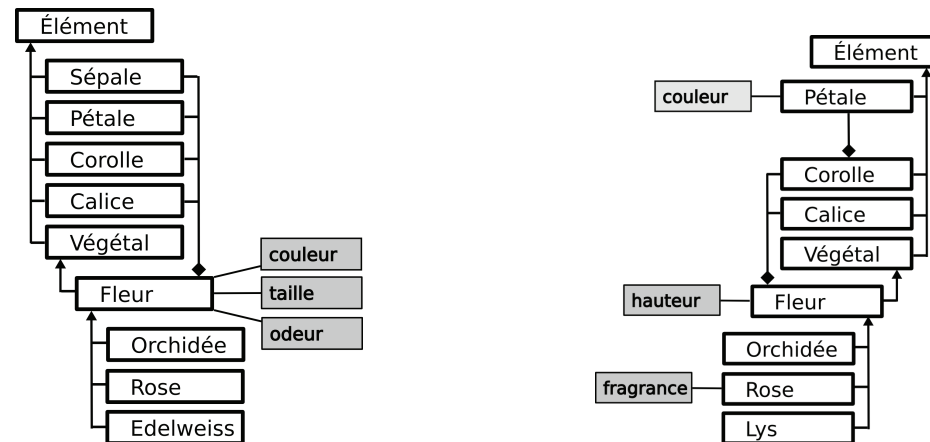 Élément
Sépale
Pétale
Corolle
Calice
Végétal
Fleur
couleur
taille
odeur
Orchidée
Rose
Edelweiss
Élément
couleur
Pétale
Corolle
Calice
Végétal
hauteur
Fleur
Orchidée
fragrance
Rose
Lys